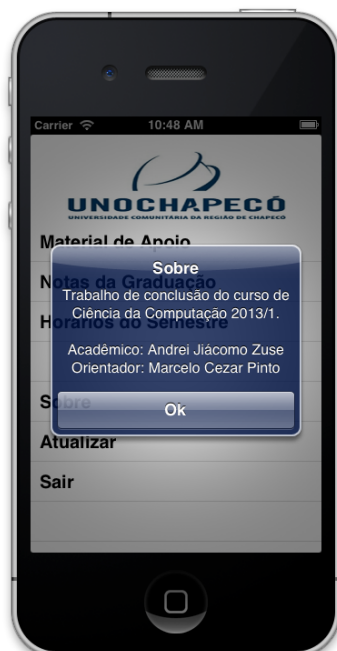 Carrier 10:48 AM
UNOCHAPECÓ
UNIVERSIDADE COMUNITÁRIA DA REGIÃO DE CHAPECÓ
Material de Apoio
Sobre
Notas da Graduação
Trabalho de conclusão do curso de
Ciência da Computação 2013/1.
Horários do Semestre
Acadêmico: Andrei Jiácomo Zuse
Orientador: Marcelo Cezar Pinto
Sobre
Ok
Atualizar
Sair